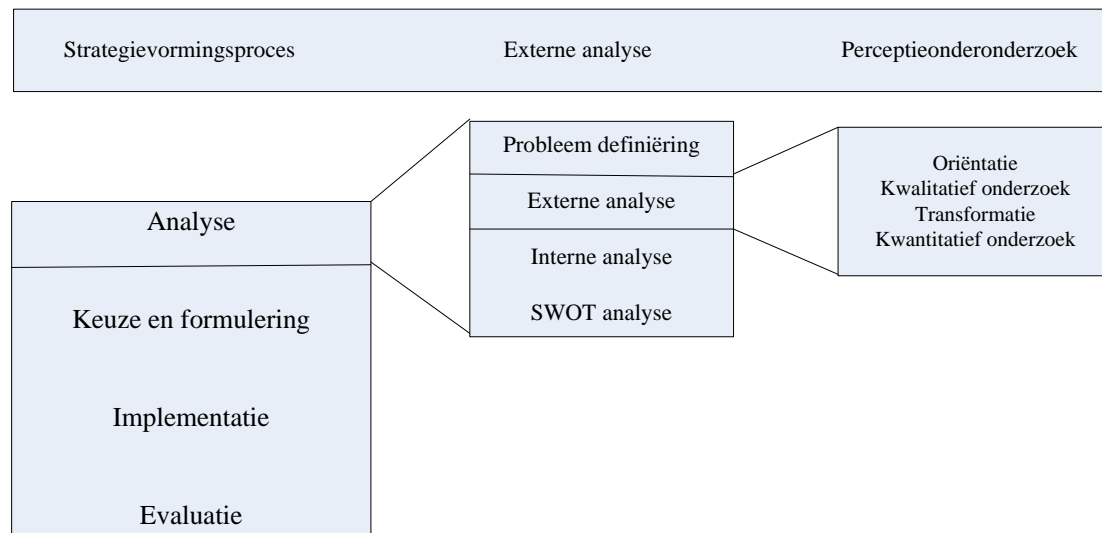 Strategievormingsproces
Externe analyse
Perceptieonderonderzoek
Analyse
Keuze en formulering
Implementatie
Evaluatie
Probleem definiëring
Externe analyse
Interne analyse
SWOT analyse
Oriëntatie
Kwalitatief onderzoek
Transformatie
Kwantitatief onderzoek